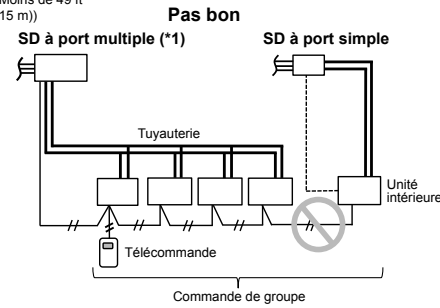 Moins de 49 ft
15 m))
Pas bon
SD à port multiple (*1)
SD à port simple
Tuyauterie
Unité
intérieure
Télécommande
Commande de groupe